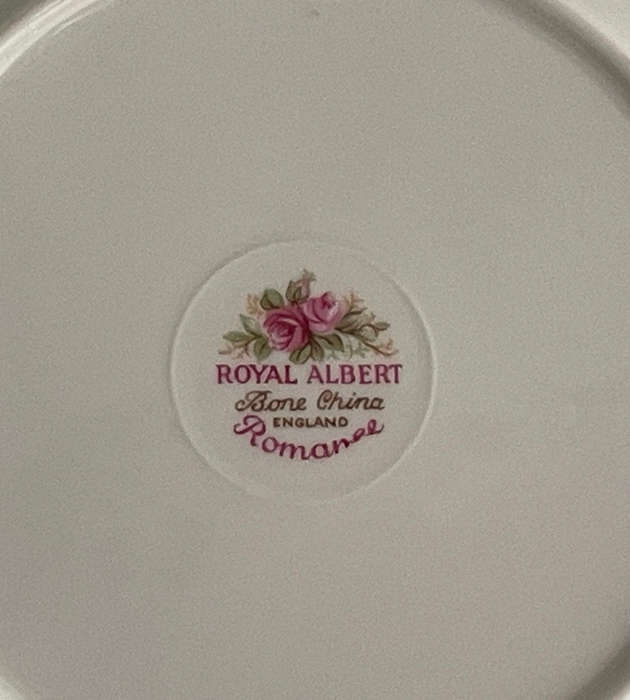 ROYAL ALBERT
Bone China
ENGLAND
Romance